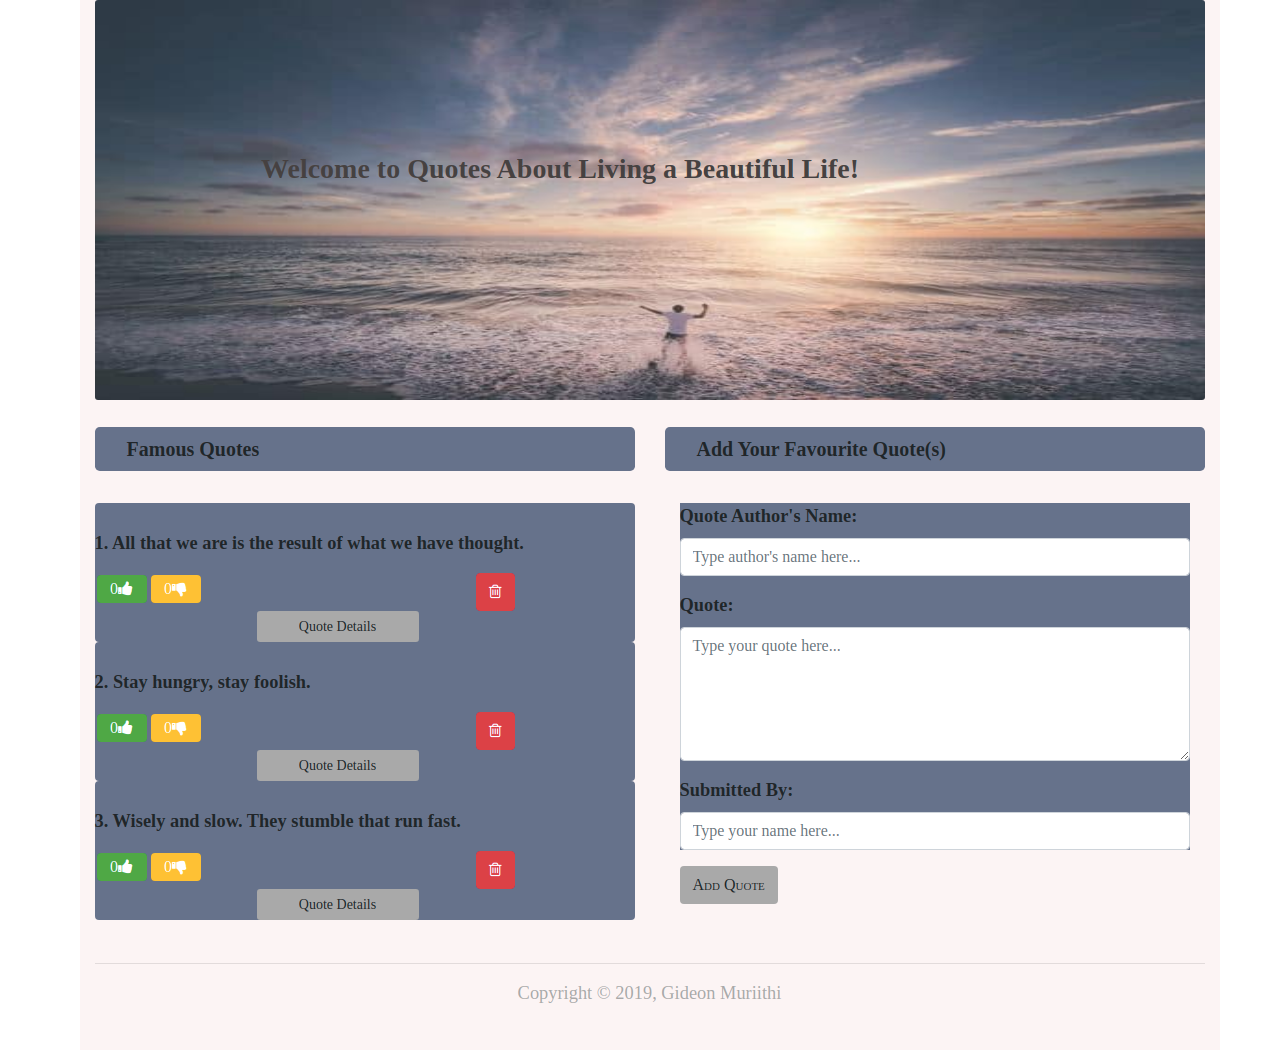 Welcome to Quotes About Living a Beautiful Life!
Famous Quotes
1. All that we are is the result of what we have thought.
0 0
Quote Details
2. Stay hungry, stay foolish.
0 0
Quote Details
3. Wisely and slow. They stumble that run fast.
0 0
Quote Details
Add Your Favourite Quote(s)
Quote Author's Name:
Type author's name here...
Quote:
Type your quote here...
Submitted By:
Type your name here...
Add Quote
Copyright © 2019, Gideon Muriithi